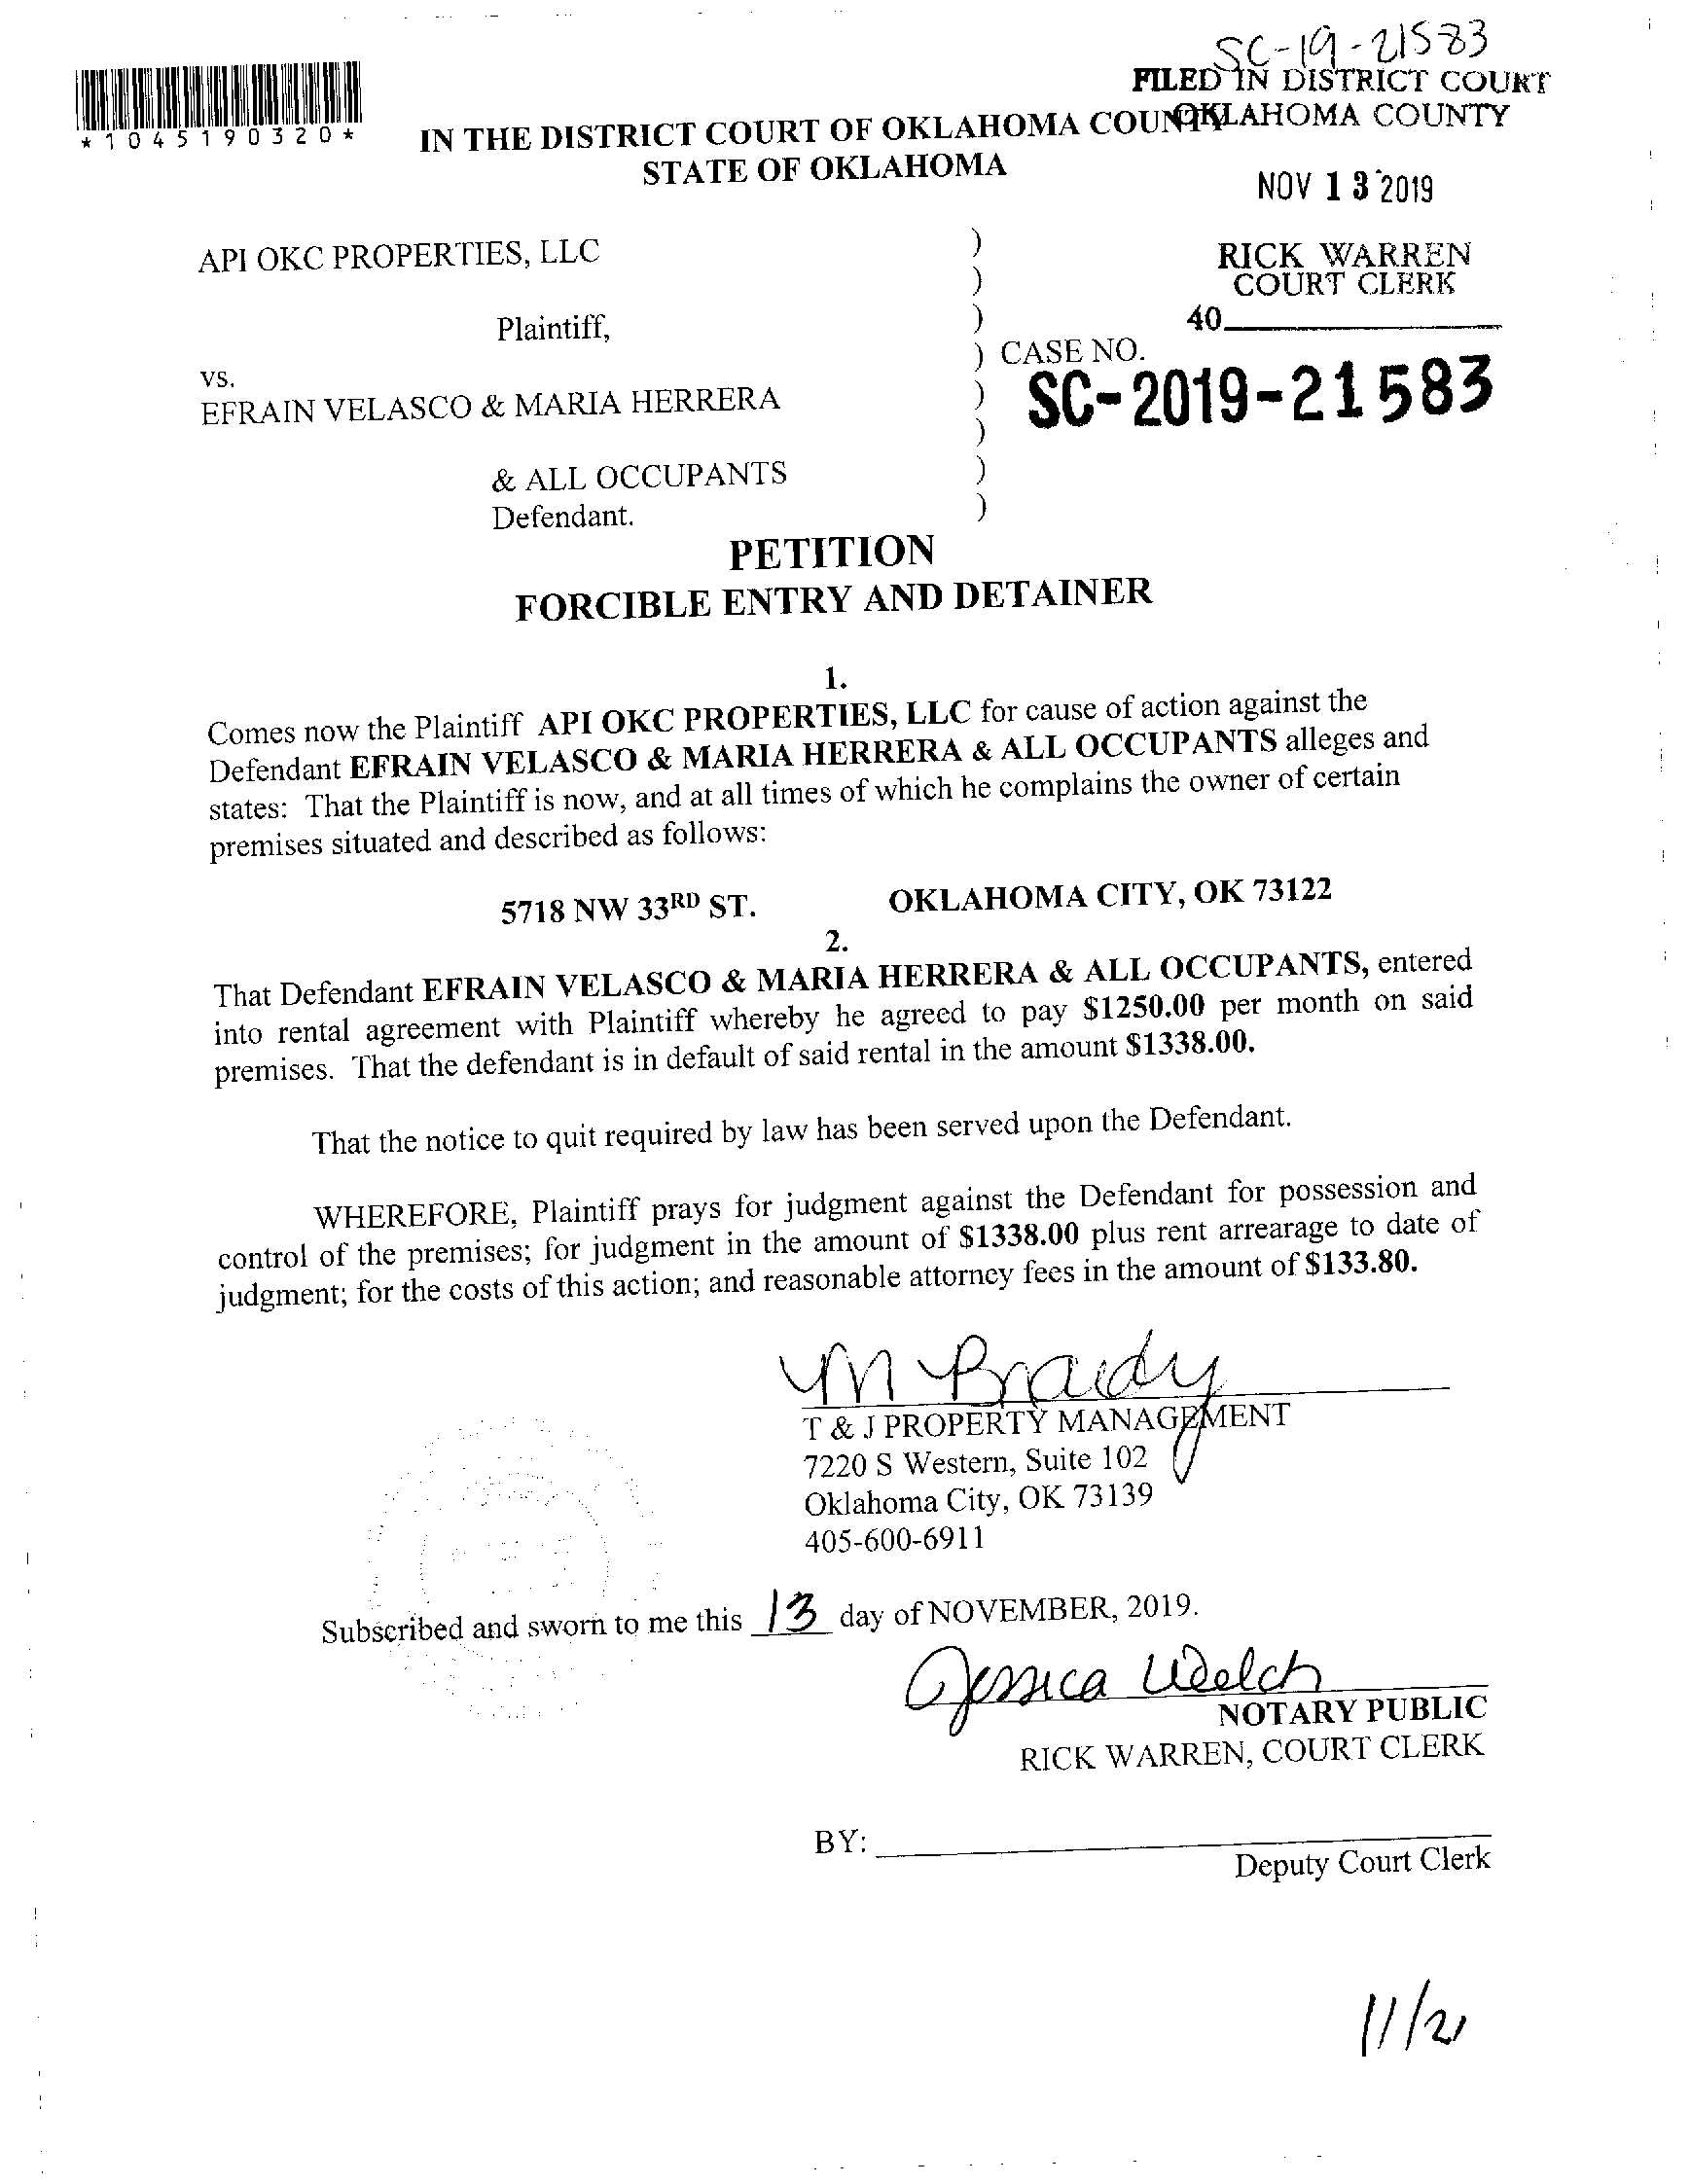 SC-19-21583
FILED IN DISTRICT COURT
OKLAHOMA COUNTY
*1045190320*
IN THE DISTRICT COURT OF OKLAHOMA COUNTY
STATE OF OKLAHOMA
NOV 13 2019
API OKC PROPERTIES, LLC )
RICK WARREN
COURT CLERK
)
40
Plaintiff, )
) CASE NO.
SC-2019-21583
vs.
EFRAIN VELASCO & MARIA HERRERA )
)
& ALL OCCUPANTS )
Defendant. )
PETITION
FORCIBLE ENTRY AND DETAINER
1.
Comes now the Plaintiff API OKC PROPERTIES, LLC for cause of action against the
Defendant EFRAIN VELASCO & MARIA HERRERA & ALL OCCUPANTS alleges and
states: That the Plaintiff is now, and at all times of which he complains the owner of certain
premises situated and described as follows:
5718 NW 33RD ST. OKLAHOMA CITY, OK 73122
2.
That Defendant EFRAIN VELASCO & MARIA HERRERA & ALL OCCUPANTS, entered
into rental agreement with Plaintiff whereby he agreed to pay $1250.00 per month on said
premises. That the defendant is in default of said rental in the amount $1338.00.
That the notice to quit required by law has been served upon the Defendant.
WHEREFORE, Plaintiff prays for judgment against the Defendant for possession and
control of the premises; for judgment in the amount of $1338.00 plus rent arrearage to date of
judgment; for the costs of this action; and reasonable attorney fees in the amount of $133.80.
M Brady
T & J PROPERTY MANAGEMENT
7220 S Western, Suite 102
Oklahoma City, OK 73139
405-600-6911
Subscribed and sworn to me this 13 day of NOVEMBER, 2019.
Jessica Welch
NOTARY PUBLIC
RICK WARREN, COURT CLERK
BY:
Deputy Court Clerk
11/21